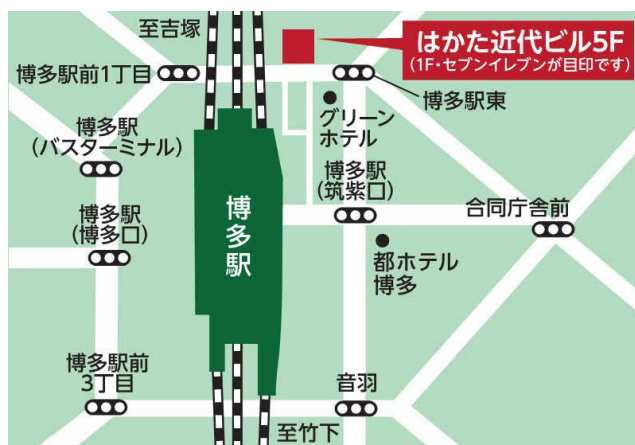 至吉塚
はかた近代ビル5F
(1F・セブンイレブンが目印です)
博多駅前1丁目
博多駅東
グリーン
ホテル
博多駅
(バスターミナル)
博多駅
(筑紫口)
合同庁舎前
博多駅
(博多口)
博多駅
都ホテル
博多
博多駅前
3丁目
音羽
至竹下